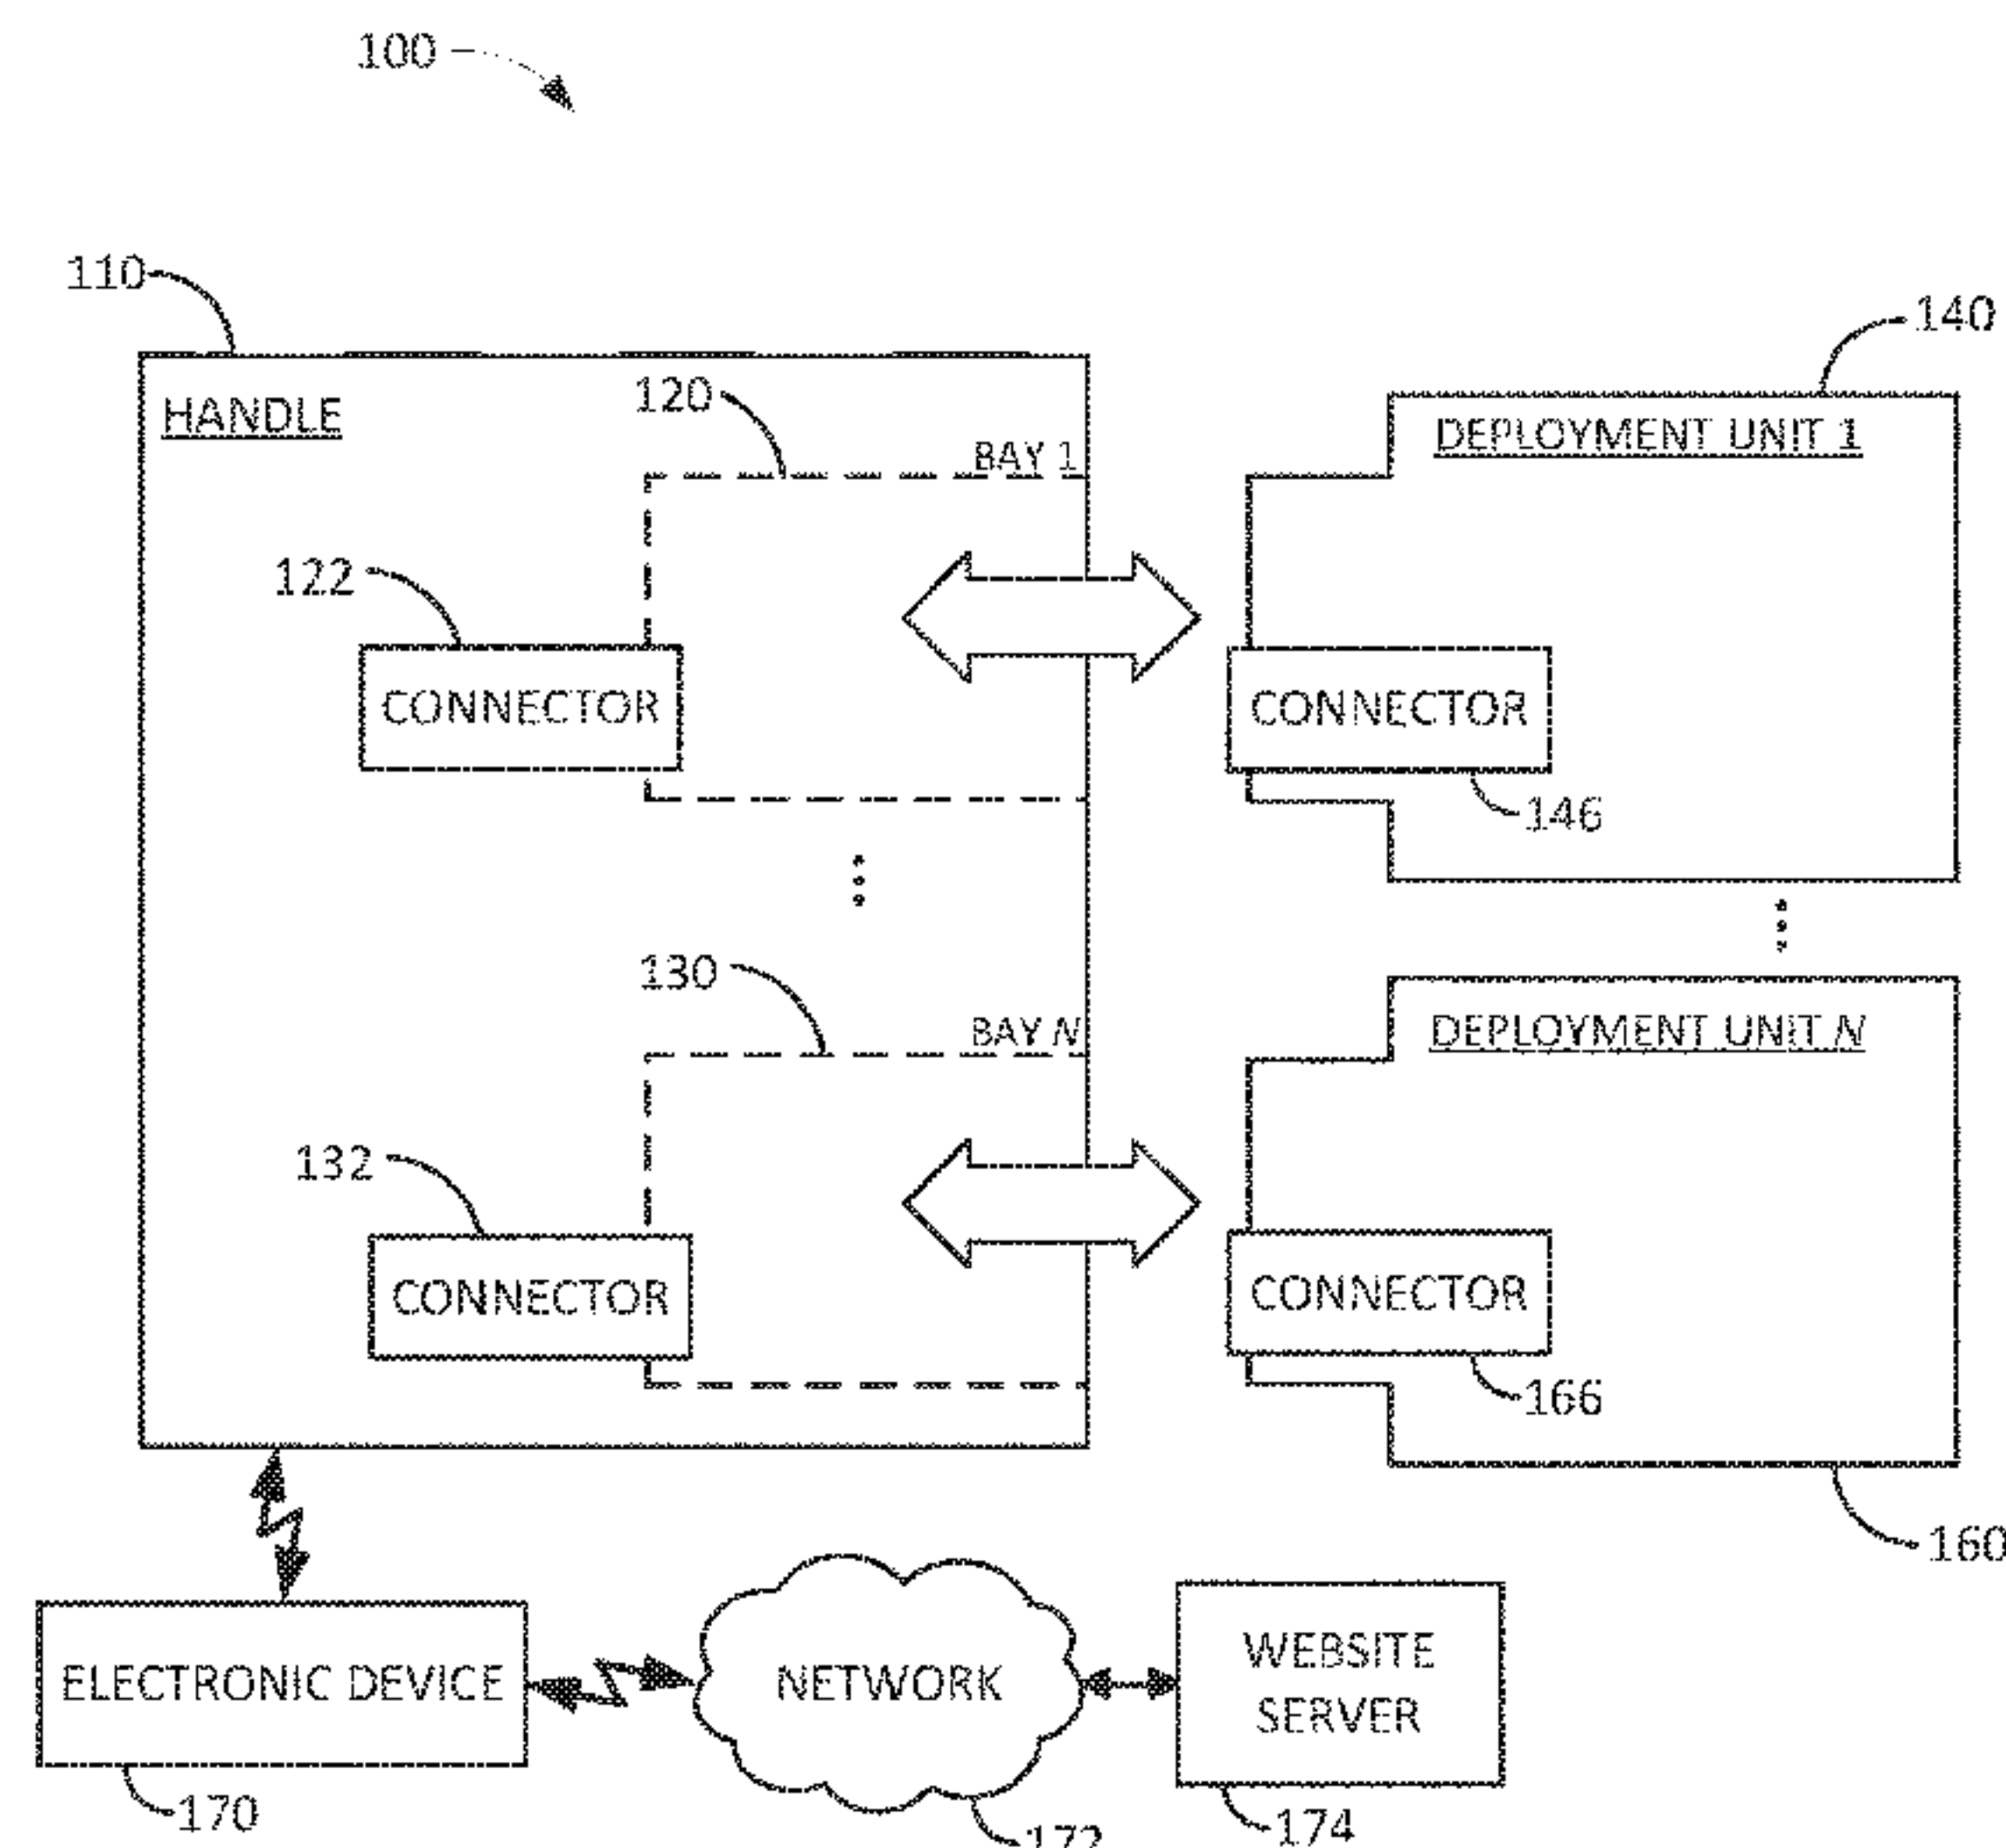 100
110
140
HANDLE
120
DEPLOYMENT UNIT 1
BAY 1
122
CONNECTOR
CONNECTOR
146
130
BAY N
DEPLOYMENT UNIT N
132
CONNECTOR
CONNECTOR
166
160
ELECTRONIC DEVICE
NETWORK
WEBSITE
SERVER
170
172
174